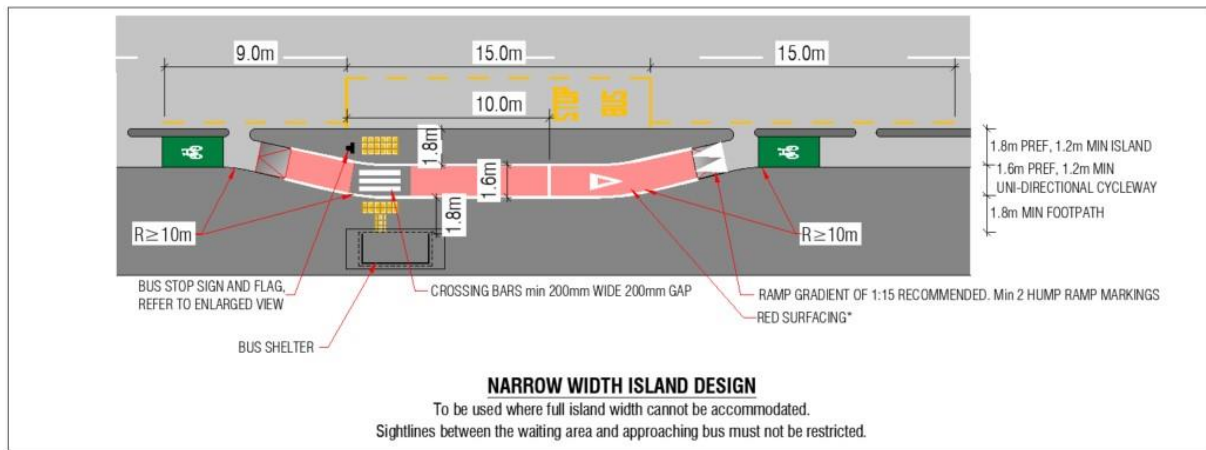 9.0m
15.0m
15.0m
STOP
BUS
10.0m
1.8m
1.6m
1.8m
1.8m PREF, 1.2m MIN ISLAND
1.6m PREF, 1.2m MIN
UNI-DIRECTIONAL CYCLEWAY
1.8m MIN FOOTPATH
R≥10m
R≥10m
BUS STOP SIGN AND FLAG,
REFER TO ENLARGED VIEW
CROSSING BARS min 200mm WIDE 200mm GAP
RAMP GRADIENT OF 1:15 RECOMMENDED. Min 2 HUMP RAMP MARKINGS
RED SURFACING*
BUS SHELTER
NARROW WIDTH ISLAND DESIGN
To be used where full island width cannot be accommodated.
Sightlines between the waiting area and approaching bus must not be restricted.